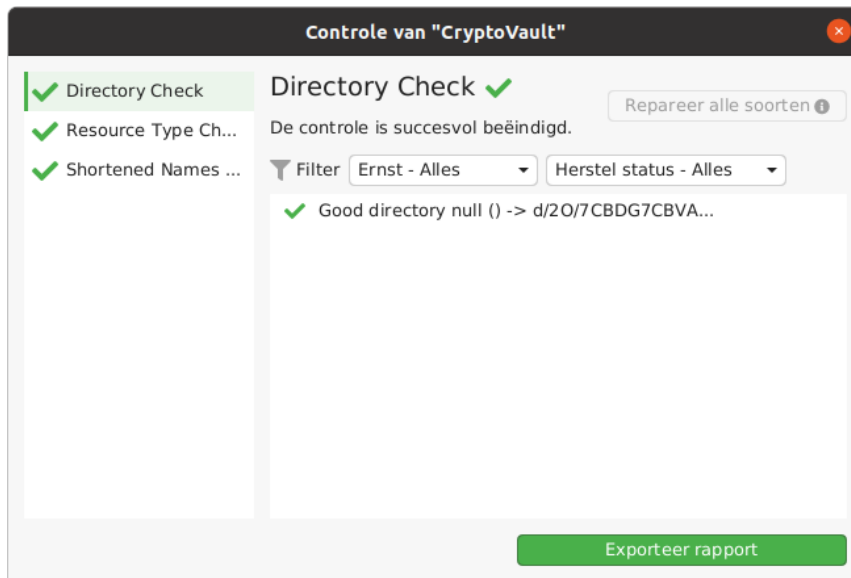 Controle van "CryptoVault"
Directory Check
Resource Type Ch...
Shortened Names ...
Directory Check
Repareer alle soorten
De controle is succesvol beëindigd.
Filter
Ernst - Alles
Herstel status - Alles
Good directory null () -> d/2O/7CBDG7CBVA...
Exporteer rapport